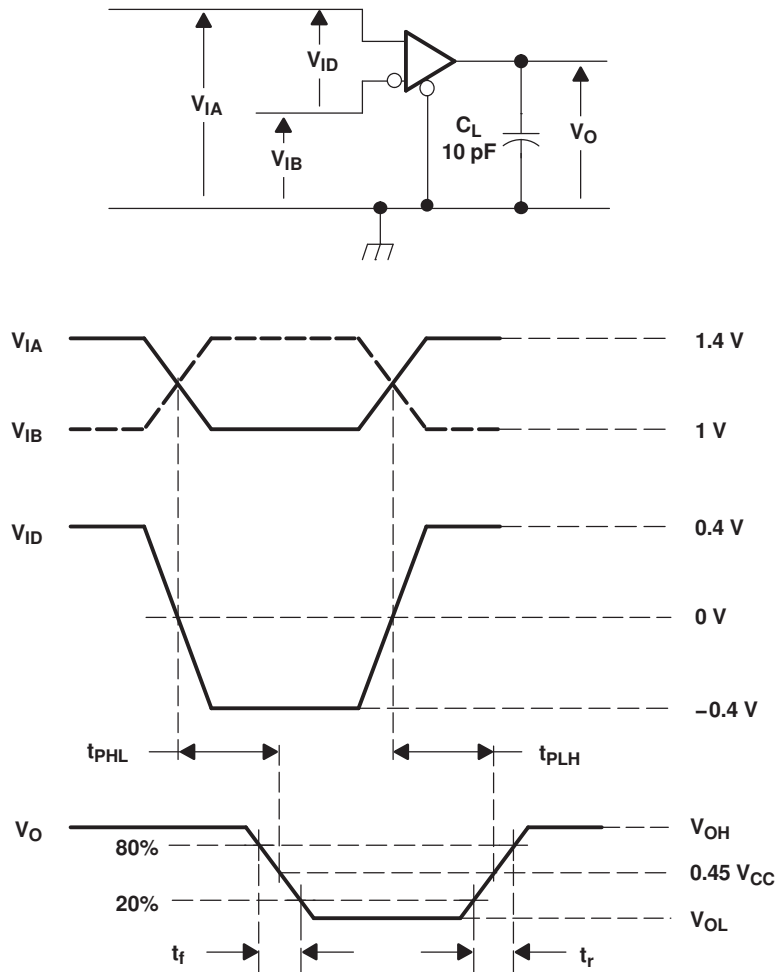 VID
VIA
VIB
CL
10 pF
VO
VIA
1.4 V
VIB
1 V
VID
0.4 V
0 V
−0.4 V
tPHL
tPLH
VO
VOH
80%
0.45 VCC
20%
VOL
tf
tr